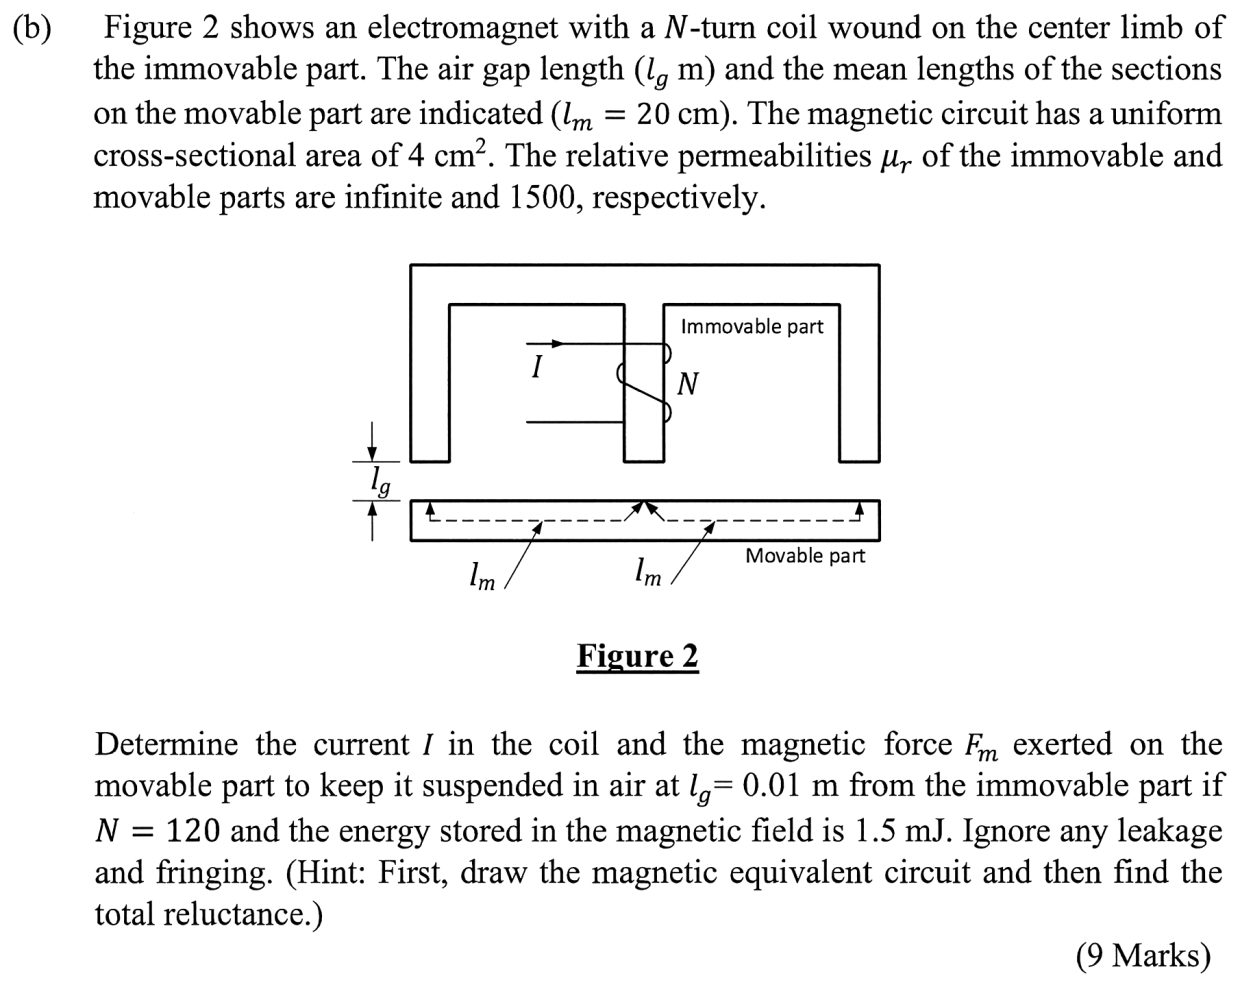 (b) Figure 2 shows an electromagnet with a N-turn coil wound on the center limb of
the immovable part. The air gap length (l_g m) and the mean lengths of the sections
on the movable part are indicated (l_m = 20 cm). The magnetic circuit has a uniform
cross-sectional area of 4 cm². The relative permeabilities μ_r of the immovable and
movable parts are infinite and 1500, respectively.
Immovable part
I
N
l_g
l_m
l_m
Movable part
Figure 2
Determine the current I in the coil and the magnetic force F_m exerted on the
movable part to keep it suspended in air at l_g= 0.01 m from the immovable part if
N = 120 and the energy stored in the magnetic field is 1.5 mJ. Ignore any leakage
and fringing. (Hint: First, draw the magnetic equivalent circuit and then find the
total reluctance.)
(9 Marks)